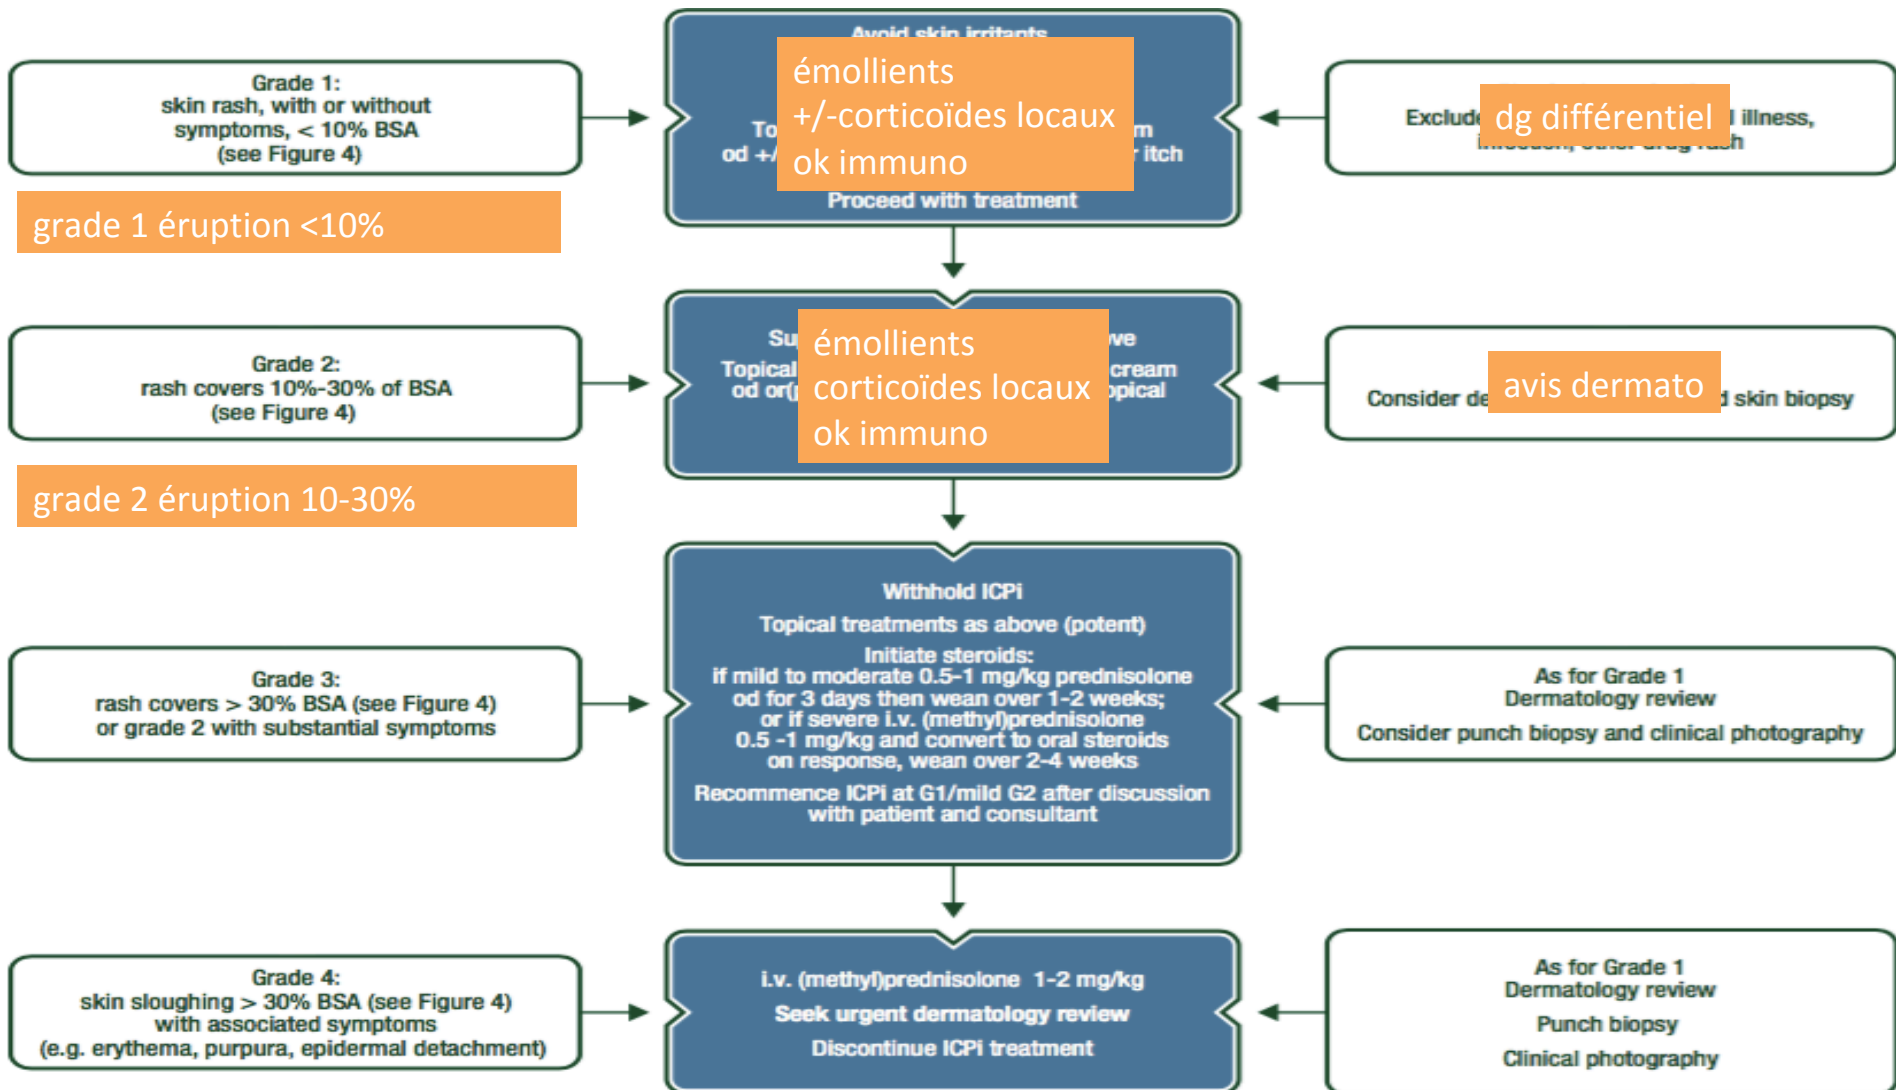 Grade 1:
skin rash, with or without
symptoms, < 10% BSA
(see Figure 4)
grade 1 éruption <10%
Avoid skin irritants
émollients
+/-corticoïdes locaux
ok immuno
od +/
itch
Proceed with treatment
dg différentiel
illness,
Grade 2:
rash covers 10%-30% of BSA
(see Figure 4)
grade 2 éruption 10-30%
émollients
corticoïdes locaux
ok immuno
Topical
cream
od
avis dermato
Consider
skin biopsy
Grade 3:
rash covers > 30% BSA (see Figure 4)
or grade 2 with substantial symptoms
Withhold ICPi
Topical treatments as above (potent)
Initiate steroids:
if mild to moderate 0.5-1 mg/kg prednisolone
od for 3 days then wean over 1-2 weeks;
or if severe i.v. (methyl)prednisolone
0.5 -1 mg/kg and convert to oral steroids
on response, wean over 2-4 weeks
Recommence ICPi at G1/mild G2 after discussion
with patient and consultant
As for Grade 1
Dermatology review
Consider punch biopsy and clinical photography
Grade 4:
skin sloughing > 30% BSA (see Figure 4)
with associated symptoms
(e.g. erythema, purpura, epidermal detachment)
i.v. (methyl)prednisolone 1-2 mg/kg
Seek urgent dermatology review
Discontinue ICPi treatment
As for Grade 1
Dermatology review
Punch biopsy
Clinical photography